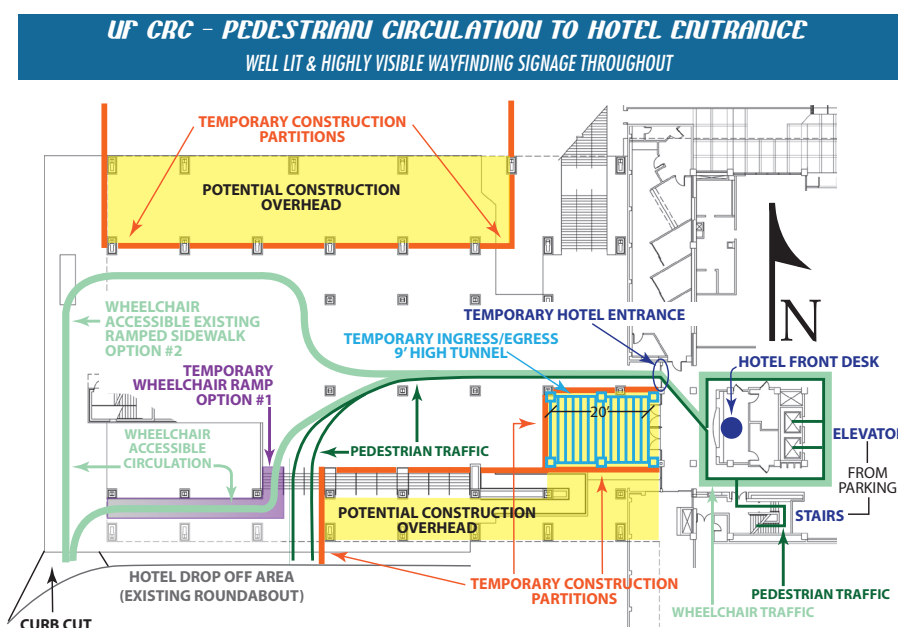 UF CRC - PEDESTRIAN CIRCULATION TO HOTEL ENTRANCE
WELL LIT & HIGHLY VISIBLE WAYFINDING SIGNAGE THROUGHOUT
TEMPORARY CONSTRUCTION
PARTITIONS
POTENTIAL CONSTRUCTION
OVERHEAD
N
WHEELCHAIR
ACCESSIBLE EXISTING
RAMPED SIDEWALK
OPTION #2
TEMPORARY HOTEL ENTRANCE
TEMPORARY INGRESS/EGRESS
9' HIGH TUNNEL
HOTEL FRONT DESK
TEMPORARY
WHEELCHAIR RAMP
OPTION #1
20'
WHEELCHAIR
ACCESSIBLE
CIRCULATION
PEDESTRIAN TRAFFIC
ELEVATOR
FROM
PARKING
STAIRS
POTENTIAL CONSTRUCTION
OVERHEAD
HOTEL DROP OFF AREA
(EXISTING ROUNDABOUT)
TEMPORARY CONSTRUCTION
PARTITIONS
PEDESTRIAN TRAFFIC
WHEELCHAIR TRAFFIC
CURB CUT